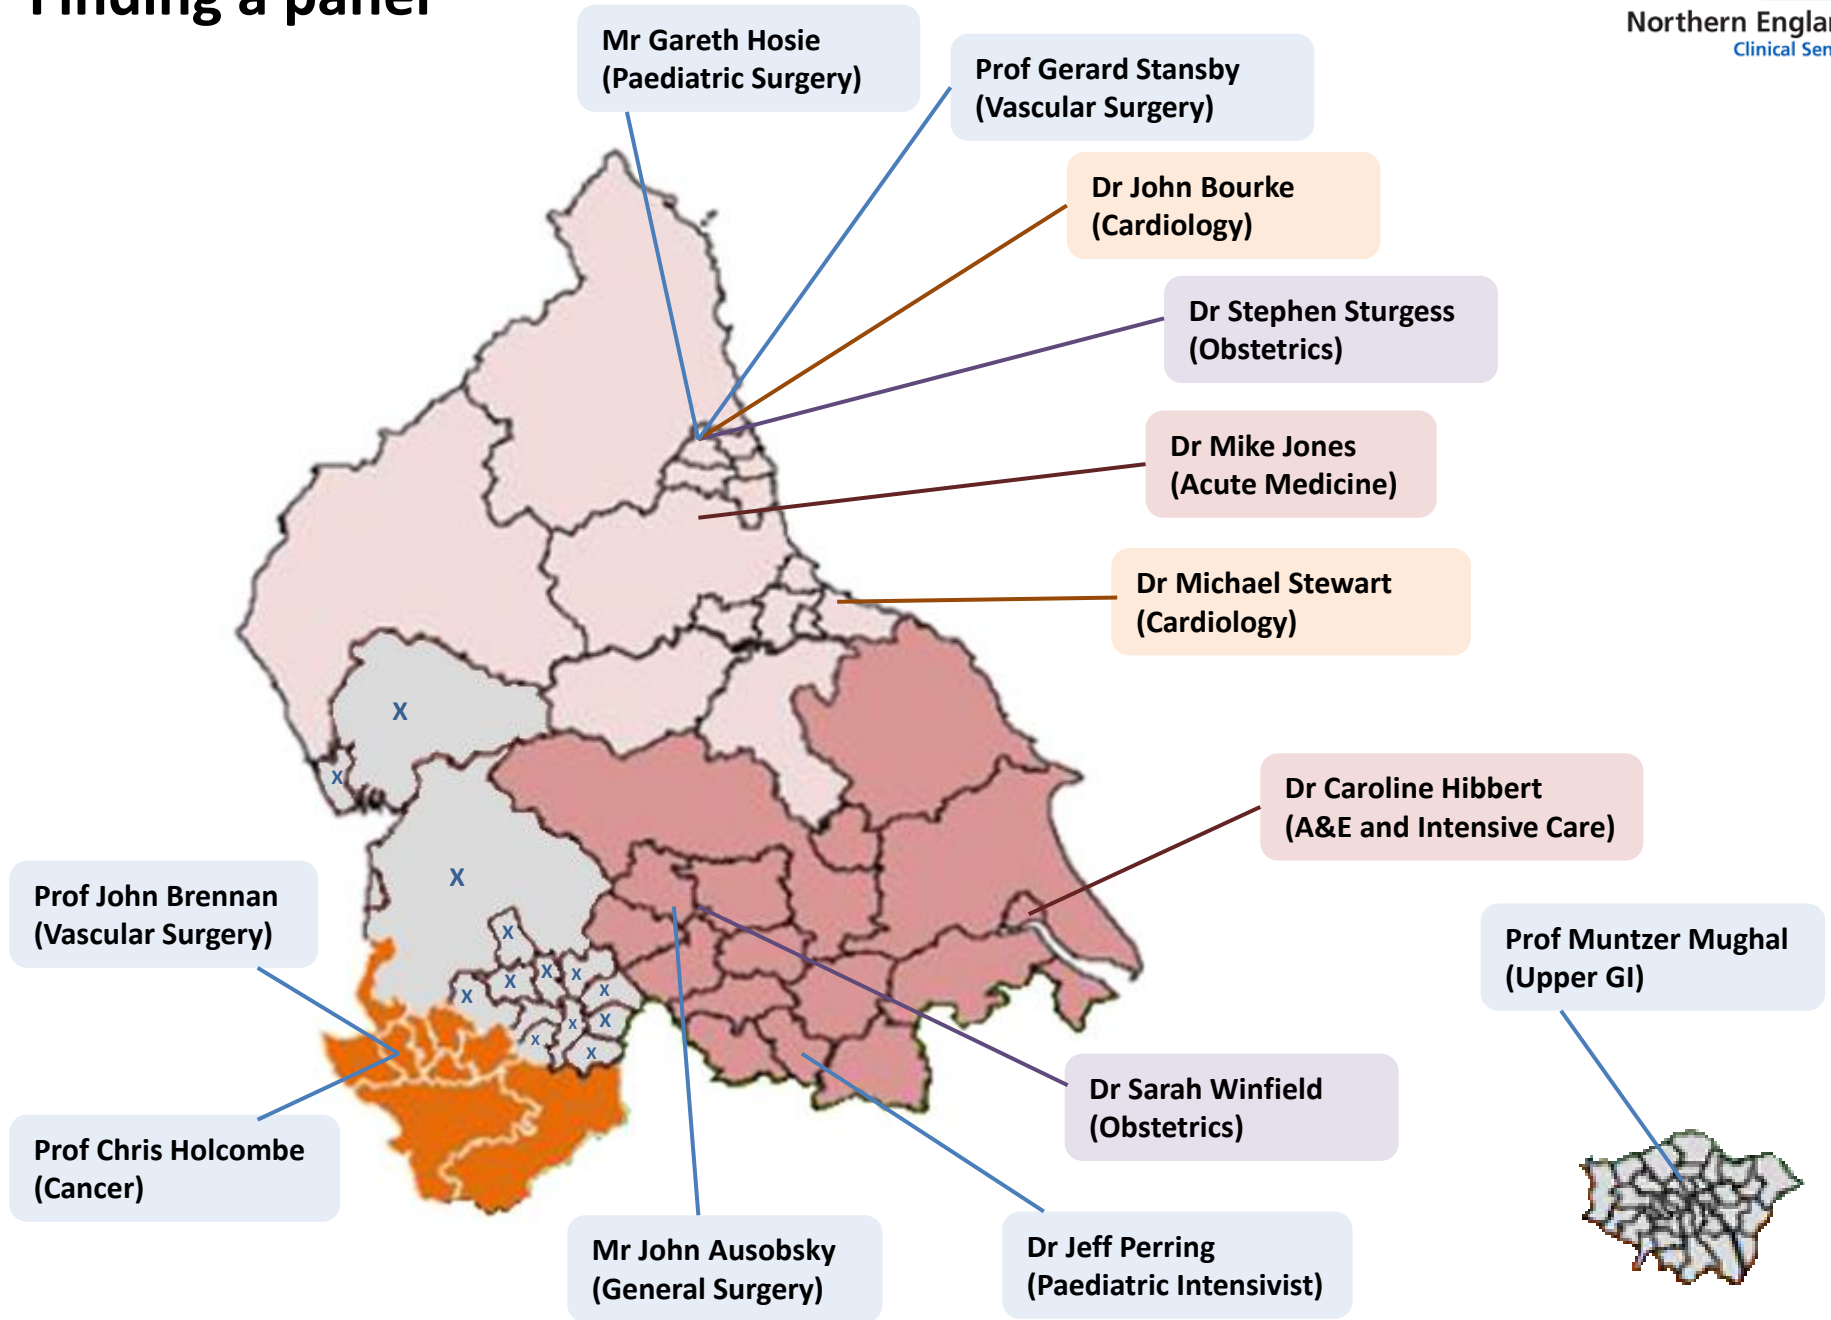 Finding a panel
Northern Englan
Clinical Sen
Mr Gareth Hosie
(Paediatric Surgery)
Prof Gerard Stansby
(Vascular Surgery)
Dr John Bourke
(Cardiology)
Dr Stephen Sturgess
(Obstetrics)
Dr Mike Jones
(Acute Medicine)
Dr Michael Stewart
(Cardiology)
X
X
Dr Caroline Hibbert
(A&E and Intensive Care)
X
Prof John Brennan
(Vascular Surgery)
Prof Muntzer Mughal
(Upper GI)
X
X
X
X
X
X
X
X
X
X
Prof Chris Holcombe
(Cancer)
Dr Sarah Winfield
(Obstetrics)
Mr John Ausobsky
(General Surgery)
Dr Jeff Perring
(Paediatric Intensivist)